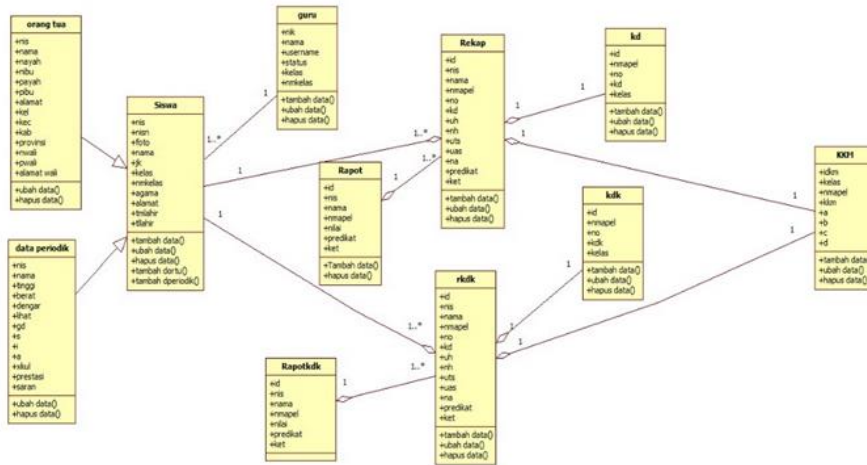 orang tua
+nis
+nama
+nayah
+nibu
+payah
+pibu
+alamat
+kel
+kec
+kab
+provinsi
+nwali
+pwali
+alamat wali
+ubah data()
+hapus data()
data periodik
+nis
+nama
+tinggi
+berat
+dengar
+lihat
+gd
+s
+i
+a
+xkul
+prestasi
+saran
+ubah data()
+hapus data()
Siswa
+nis
+nisn
+foto
+nama
+jk
+kelas
+nmkelas
+agama
+alamat
+tmlahir
+tllahir
+tambah data()
+ubah data()
+hapus data()
+tambah dortu()
+tambah dperiodik()
guru
+nik
+nama
+username
+status
+kelas
+nmkelas
+tambah data()
+ubah data()
+hapus data()
1
1..*
1
1..*
1
1
1..*
Rapot
+id
+nis
+nama
+nmapel
+nilai
+predikat
+ket
+Tambah data()
+hapus data()
1
1..*
Rapotkdk
+id
+nis
+nama
+nmapel
+nilai
+predikat
+ket
1
1..*
Rekap
+id
+nis
+nama
+nmapel
+no
+kd
+uh
+nh
+uts
+uas
+na
+predikat
+ket
+tambah data()
+ubah data()
+hapus data()
1
1
1
1
rkdk
+id
+nis
+nama
+nmapel
+no
+kd
+uh
+nh
+uts
+uas
+na
+predikat
+ket
+tambah data()
+ubah data()
+hapus data()
1
1
1
1
kd
+id
+nmapel
+no
+kd
+kelas
+tambah data()
+ubah data()
+hapus data()
kdk
+id
+nmapel
+no
+kdk
+kelas
+tambah data()
+ubah data()
+hapus data()
KKM
+idkm
+kelas
+nmapel
+kkm
+a
+b
+c
+d
+tambah data()
+ubah data()
+hapus data()